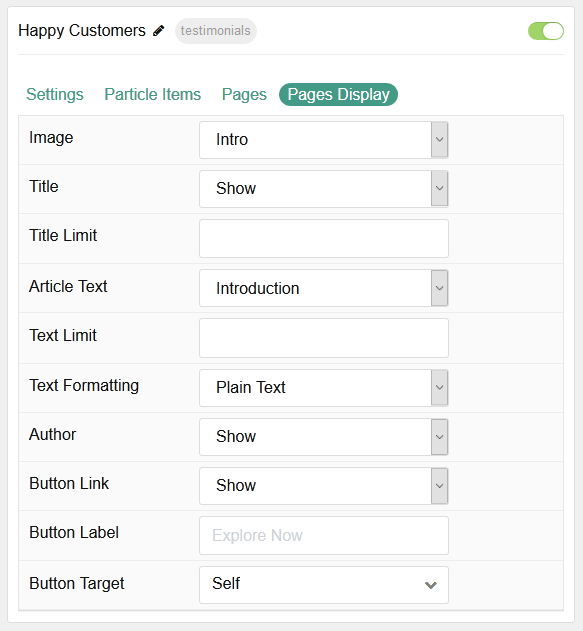 Happy Customers testimonials
Settings Particle Items Pages Pages Display
Image Intro
Title Show
Title Limit
Article Text Introduction
Text Limit
Text Formatting Plain Text
Author Show
Button Link Show
Button Label Explore Now
Button Target Self